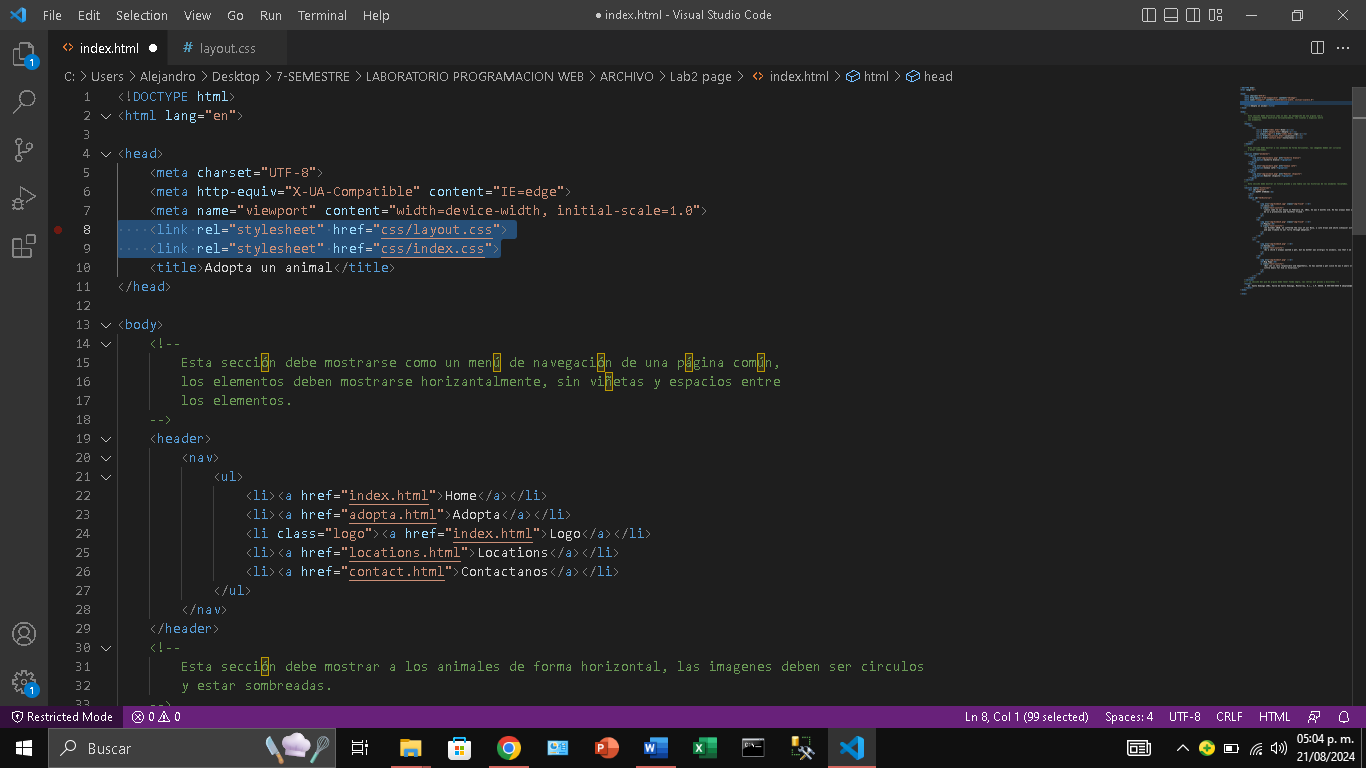 File Edit Selection View Go Run Terminal Help
● index.html - Visual Studio Code
index.html ●
# layout.css
C: > Users > Alejandro > Desktop > 7-SEMESTRE > LABORATORIO PROGRAMACION WEB > ARCHIVO > Lab2 page > index.html > html > head
1 <!DOCTYPE html>
2 <html lang="en">
3
4 <head>
5 <meta charset="UTF-8">
6 <meta http-equiv="X-UA-Compatible" content="IE=edge">
7 <meta name="viewport" content="width=device-width, initial-scale=1.0">
8 <link rel="stylesheet" href="css/layout.css">
9 <link rel="stylesheet" href="css/index.css">
10 <title>Adopta un animal</title>
11 </head>
12
13 <body>
14 <!--
15 Esta sección debe mostrarse como un menú de navegación de una página común,
16 los elementos deben mostrarse horizantalmente, sin viñetas y espacios entre
17 los elementos.
18 -->
19 <header>
20 <nav>
21 <ul>
22 <li><a href="index.html">Home</a></li>
23 <li><a href="adopta.html">Adopta</a></li>
24 <li class="logo"><a href="index.html">Logo</a></li>
25 <li><a href="locations.html">Locations</a></li>
26 <li><a href="contact.html">Contactanos</a></li>
27 </ul>
28 </nav>
29 </header>
30 <!--
31 Esta sección debe mostrar a los animales de forma horizontal, las imagenes deben ser circulos
32 y estar sombreadas.
33 -->
1
1
Restricted Mode 0 0 Ln 8, Col 1 (99 selected) Spaces: 4 UTF-8 CRLF HTML
Buscar
05:04 p. m.
21/08/2024